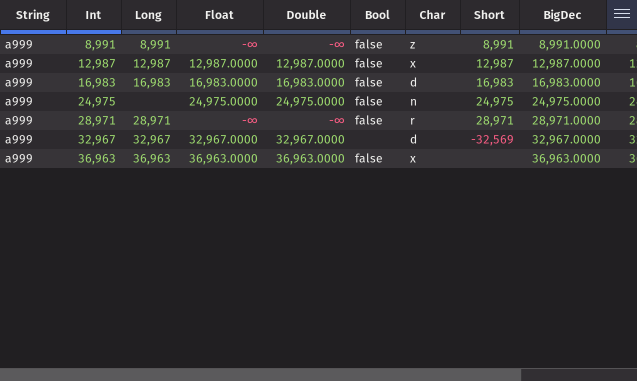 String Int Long Float Double Bool Char Short BigDec
a999 8,991 8,991 -∞ -∞ false z 8,991 8,991.0000
a999 12,987 12,987 12,987.0000 12,987.0000 false x 12,987 12,987.0000
a999 16,983 16,983 16,983.0000 16,983.0000 false d 16,983 16,983.0000
a999 24,975 24,975.0000 24,975.0000 false n 24,975 24,975.0000
a999 28,971 28,971 -∞ -∞ false r 28,971 28,971.0000
a999 32,967 32,967 32,967.0000 32,967.0000 d -32,569 32,967.0000
a999 36,963 36,963 36,963.0000 36,963.0000 false x 36,963.0000